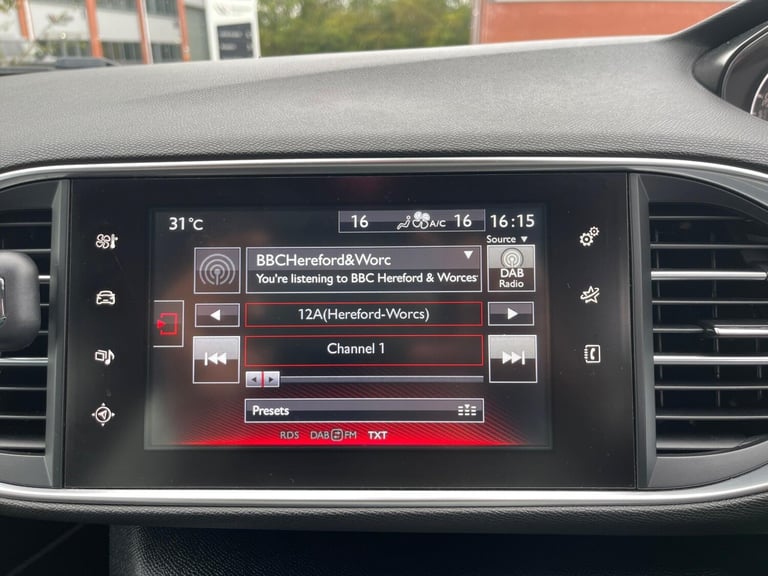 31°C
16 A/C 16
16:15
Source ▼
BBCHereford&Worc ▼
You're listening to BBC Hereford & Worces
DAB
Radio
12A(Hereford-Worcs)
Channel 1
Presets
RDS DAB FM TXT